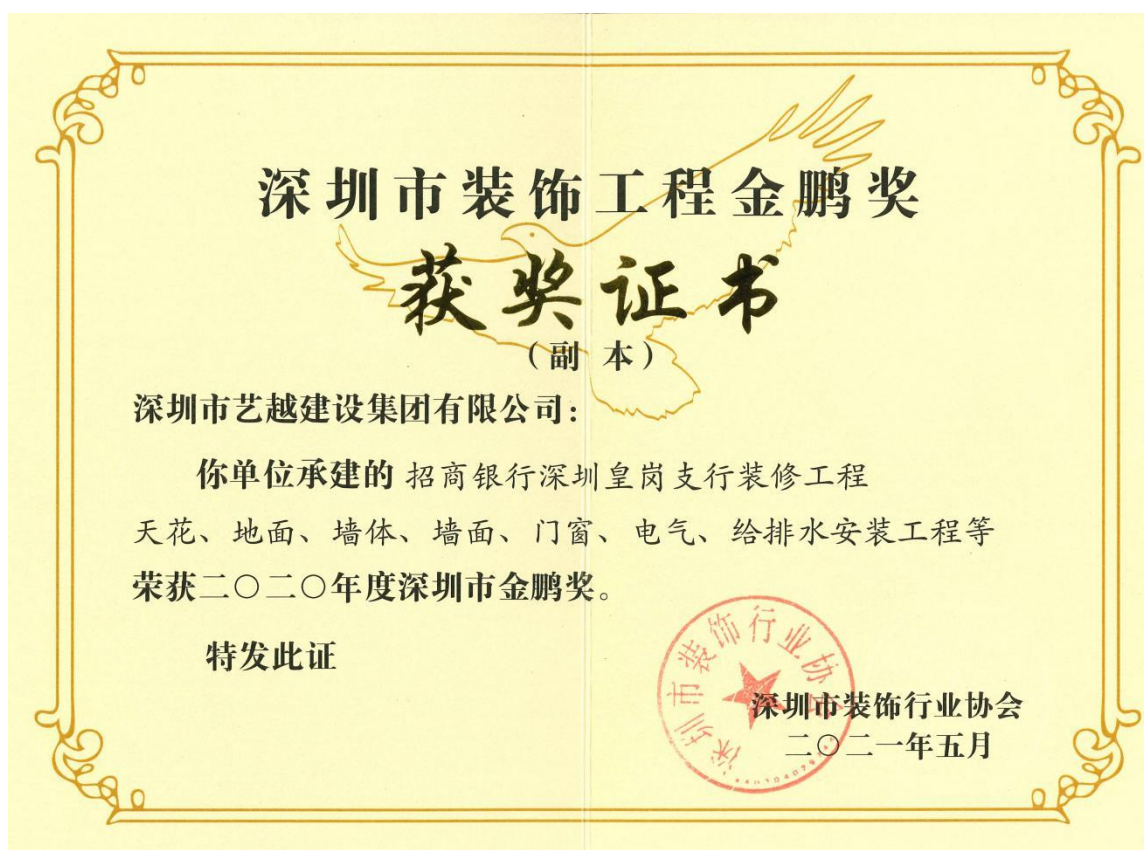 深圳市装饰工程金鹏奖
获奖证书
（副 本）
深圳市艺越建设集团有限公司：
你单位承建的 招商银行深圳皇岗支行装修工程
天花、地面、墙体、墙面、门窗、电气、给排水安装工程等
荣获二〇二〇年度深圳市金鹏奖。
特发此证
深圳市装饰行业协会
深圳市装饰行业协会
二〇二一年五月